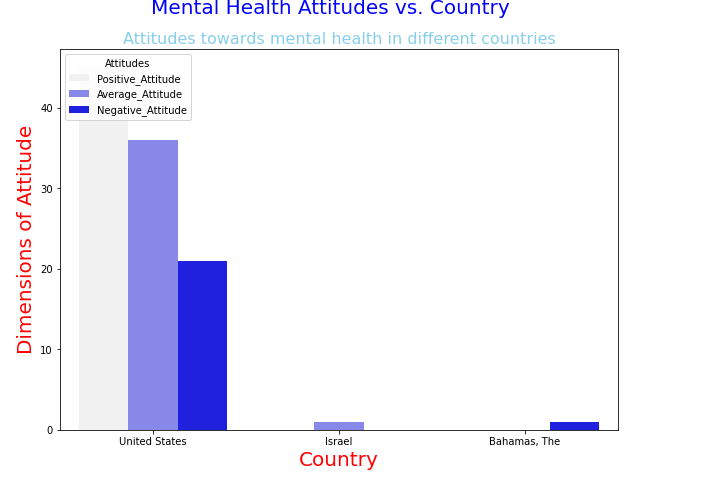 Mental Health Attitudes vs. Country
Attitudes towards mental health in different countries
Attitudes
Positive_Attitude
Average_Attitude
Negative_Attitude
Dimensions of Attitude
40
30
20
10
0
United States
Israel
Bahamas, The
Country